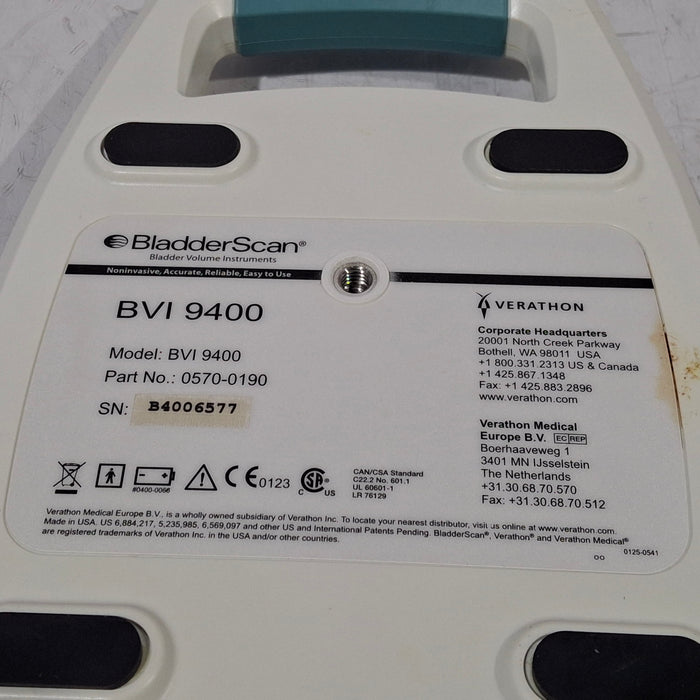 BladderScan®
Bladder Volume Instruments
Noninvasive, Accurate, Reliable, Easy to Use
BVI 9400
Model: BVI 9400
Part No.: 0570-0190
SN: B4006577
VERATHON
Corporate Headquarters
20001 North Creek Parkway
Bothell, WA 98011 USA
+1 800.331.2313 US & Canada
+1 425.867.1348
Fax: +1 425.883.2896
www.verathon.com
Verathon Medical
Europe B.V. EC REP
Boerhaaveweg 1
3401 MN IJsselstein
The Netherlands
+31.30.68.70.570
Fax: +31.30.68.70.512
#0400-0066
CE 0123
C SA ® US
CAN/CSA Standard
C22.2 No. 601.1
UL 60601-1
LR 76129
Verathon Medical Europe B.V., is a wholly owned subsidiary of Verathon Inc. To locate your nearest distributor, visit us online at www.verathon.com.
Made in USA. US 6,884,217, 5,235,985, 6,569,097 and other US and International Patents Pending. BladderScan®, Verathon® and Verathon Medical®
are registered trademarks of Verathon Inc. in the USA and/or other countries.
0125-0541